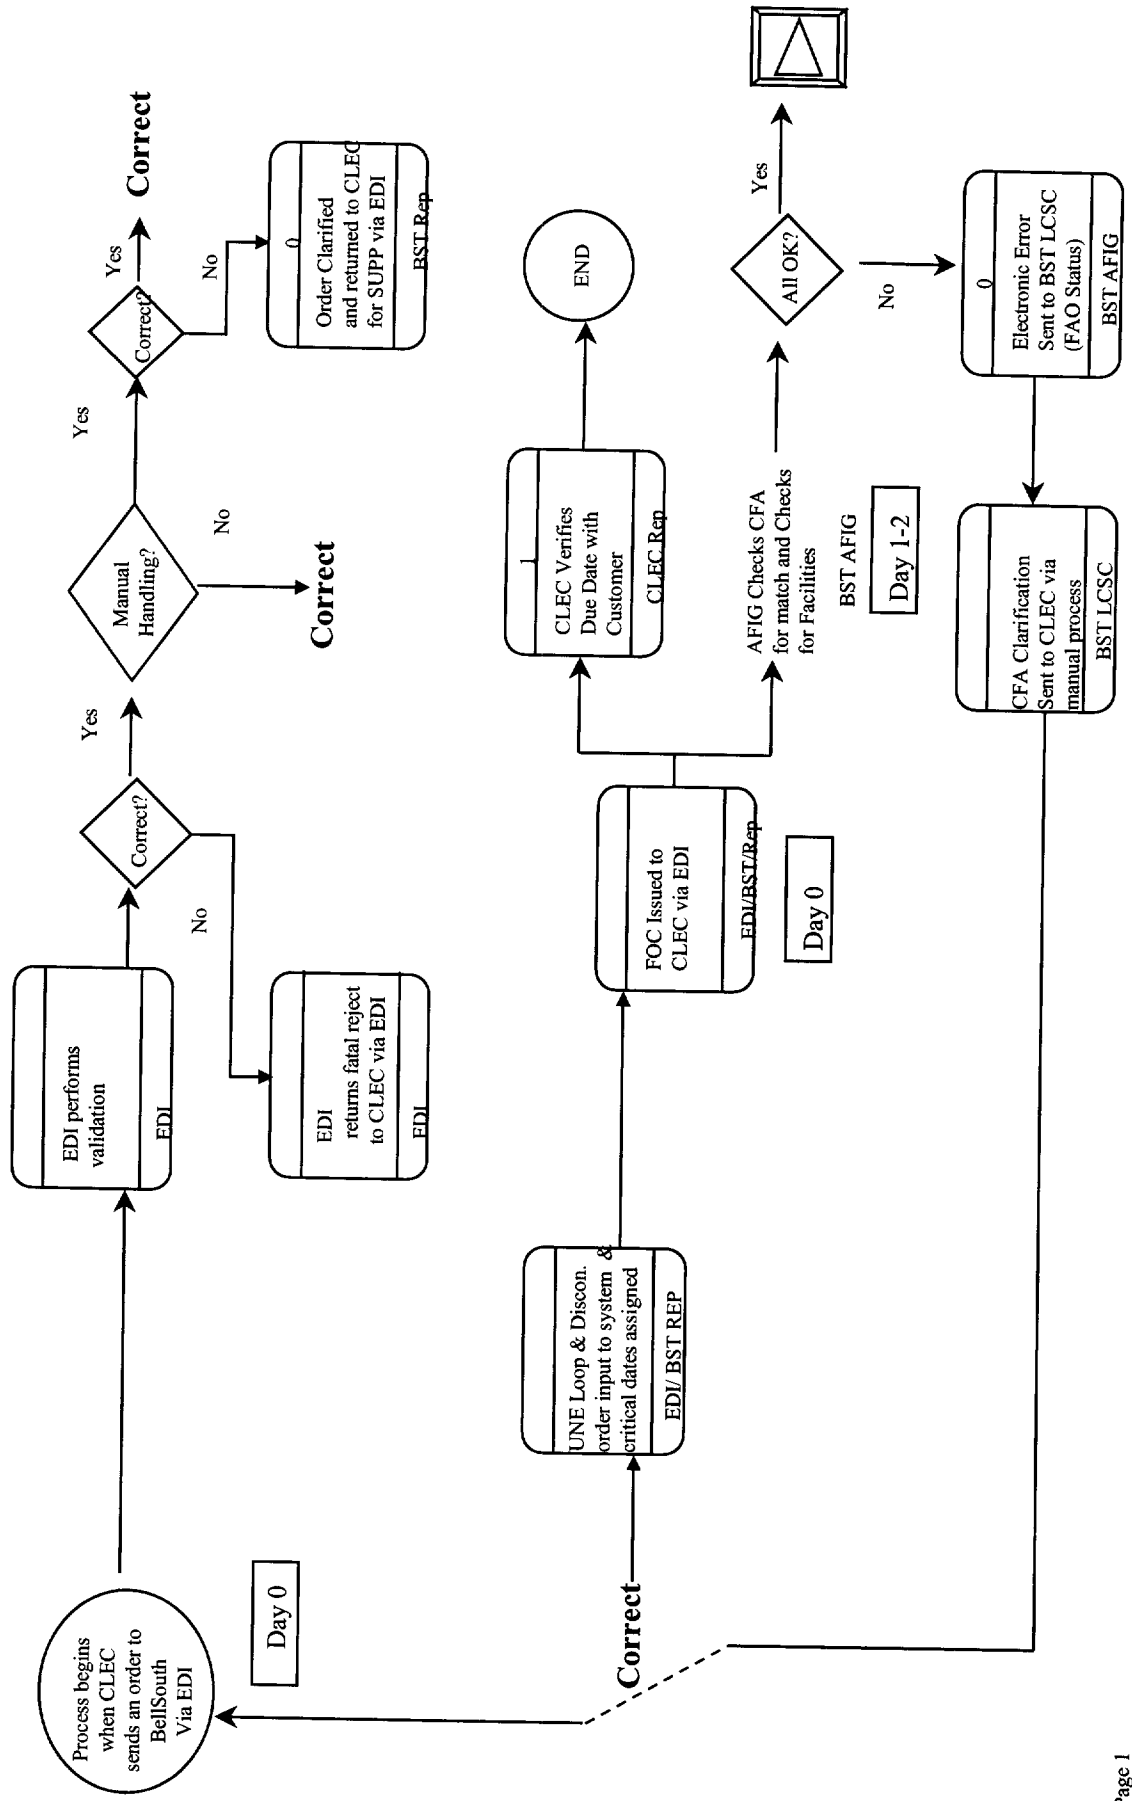 Process begins
when CLEC
sends an order to
BellSouth
Via EDI
Day 0
EDI performs
validation
EDI
Correct?
No
EDI
returns fatal reject
to CLEC via EDI
EDI
Yes
Manual
Handling?
No
Correct
Yes
Correct?
No
0
Order Clarified
and returned to CLEC
for SUPP via EDI
BST Rep
Yes
Correct
Correct
UNE Loop & Discon.
order input to system &
critical dates assigned
EDI/ BST REP
FOC Issued to
CLEC via EDI
EDI/BST/Rep
Day 0
1
CLEC Verifies
Due Date with
Customer
CLEC Rep
END
AFIG Checks CFA
for match and Checks
for Facilities
BST AFIG
Day 1-2
All OK?
Yes
No
0
Electronic Error
Sent to BST LCSC
(FAO Status)
BST AFIG
CFA Clarification
Sent to CLEC via
manual process
BST LCSC
Page 1